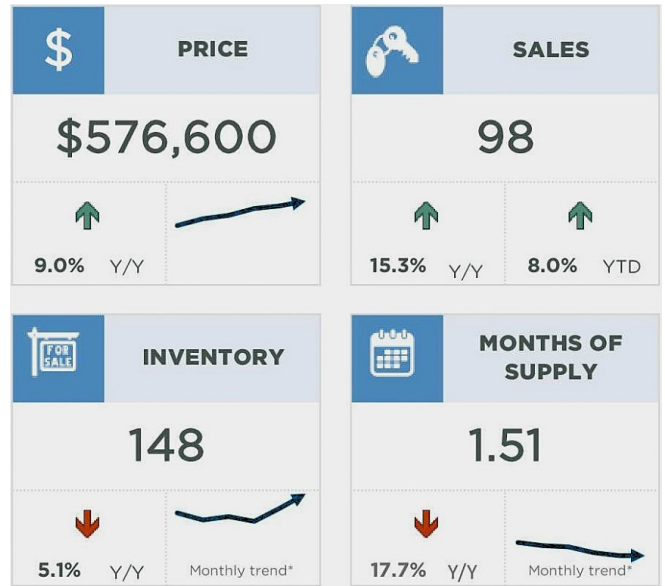 $ PRICE
$576,600
9.0% Y/Y
SALES
98
15.3% Y/Y 8.0% YTD
FOR
SALE
INVENTORY
148
5.1% Y/Y Monthly trend*
MONTHS OF
SUPPLY
1.51
17.7% Y/Y Monthly trend*